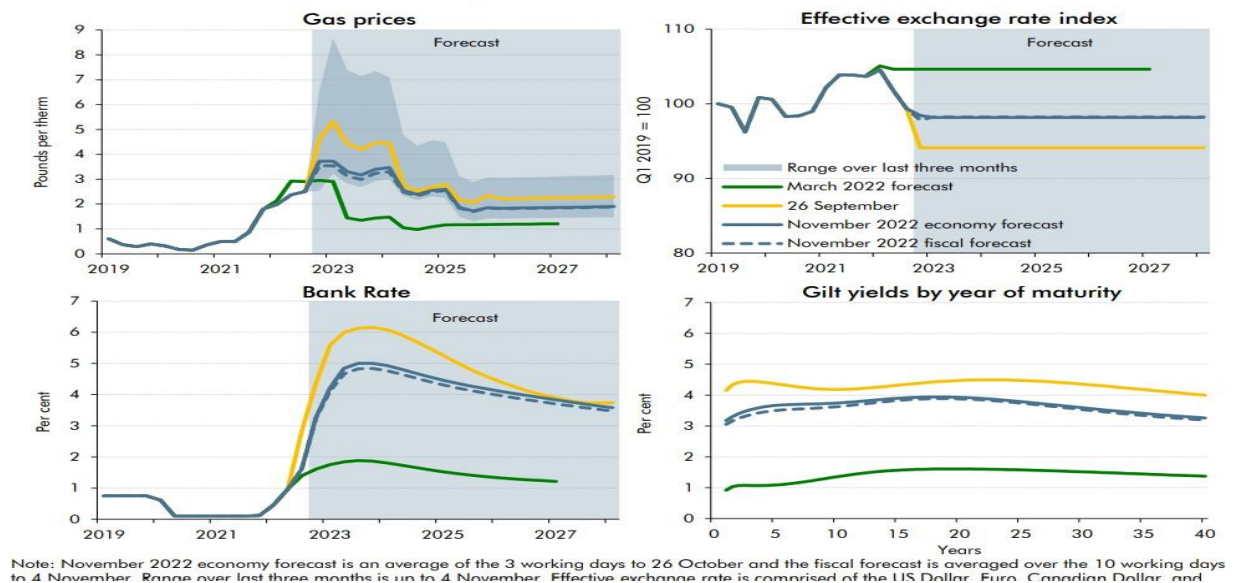 Gas prices
Pounds per therm
9
8
7
6
5
4
3
2
1
0
Forecast
2019 2021 2023 2025 2027
Effective exchange rate index
Q1 2019 = 100
110
100
90
80
Forecast
Range over last three months
March 2022 forecast
26 September
November 2022 economy forecast
November 2022 fiscal forecast
2019 2021 2023 2025 2027
Bank Rate
Per cent
7
6
5
4
3
2
1
0
Forecast
2019 2021 2023 2025 2027
Gilt yields by year of maturity
Per cent
7
6
5
4
3
2
1
0
0 5 10 15 20 25 30 35 40
Years
Note: November 2022 economy forecast is an average of the 3 working days to 26 October and the fiscal forecast is averaged over the 10 working days
to 4 November. Range over last three months is up to 4 November. Effective exchange rate is comprised of the US Dollar, Euro, Canadian Dollar and